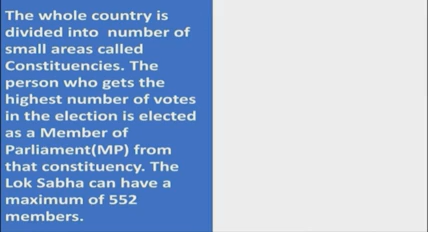 The whole country is
divided into number of
small areas called
Constituencies. The
person who gets the
highest number of votes
in the election is elected
as a Member of
Parliament(MP) from
that constituency. The
Lok Sabha can have a
maximum of 552
members.